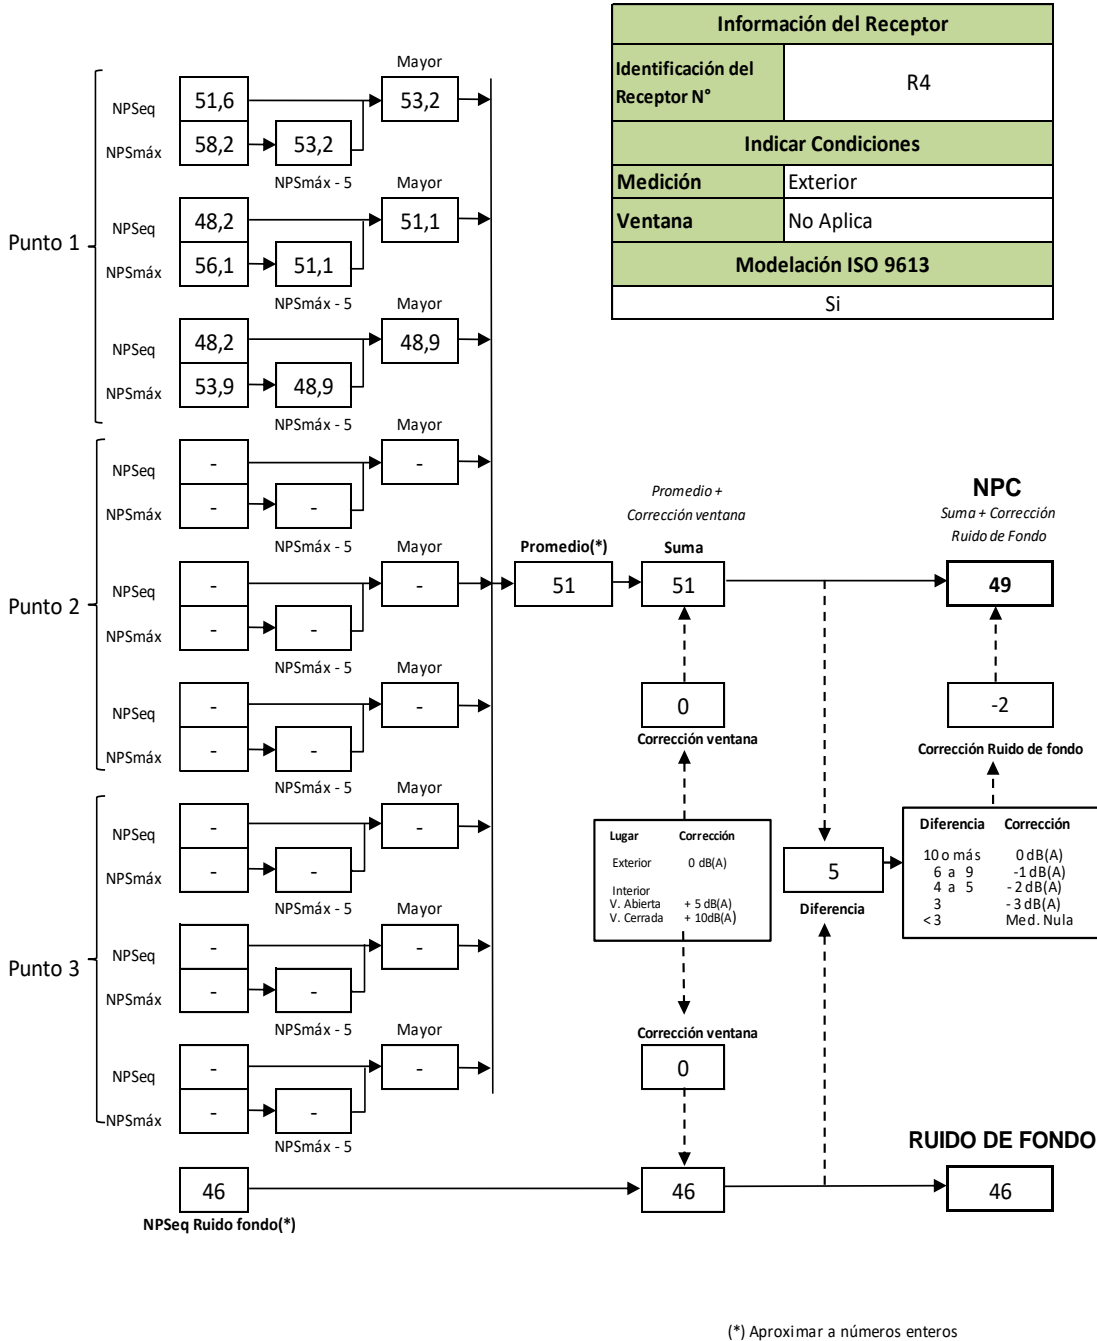 Información del Receptor
Identificación del
Receptor N°
R4
Indicar Condiciones
Medición
Exterior
Ventana
No Aplica
Modelación ISO 9613
Si
Punto 1
Mayor
NPSeq
51,6
53,2
NPSmáx
58,2
53,2
NPSmáx - 5
Mayor
NPSeq
48,2
51,1
NPSmáx
56,1
51,1
NPSmáx - 5
Mayor
NPSeq
48,2
48,9
NPSmáx
53,9
48,9
NPSmáx - 5
Punto 2
Mayor
NPSeq
-
-
NPSmáx
-
-
NPSmáx - 5
Mayor
NPSeq
-
-
NPSmáx
-
-
NPSmáx - 5
Mayor
NPSeq
-
-
NPSmáx
-
-
NPSmáx - 5
Punto 3
Mayor
NPSeq
-
-
NPSmáx
-
-
NPSmáx - 5
Mayor
NPSeq
-
-
NPSmáx
-
-
NPSmáx - 5
Mayor
NPSeq
-
-
NPSmáx
-
-
NPSmáx - 5
Promedio(*)
51
Promedio +
Corrección ventana
Suma
51
NPC
Suma + Corrección
Ruido de Fondo
49
0
Corrección ventana
-2
Corrección Ruido de fondo
Lugar Corrección
Exterior 0 dB(A)
Interior
V. Abierta + 5 dB(A)
V. Cerrada + 10dB(A)
5
Diferencia
Diferencia Corrección
10 o más 0 dB(A)
6 a 9 -1 dB(A)
4 a 5 - 2 dB(A)
3 - 3 dB(A)
< 3 Med. Nula
Corrección ventana
0
46
NPSeq Ruido fondo(*)
46
RUIDO DE FONDO
46
(*) Aproximar a números enteros